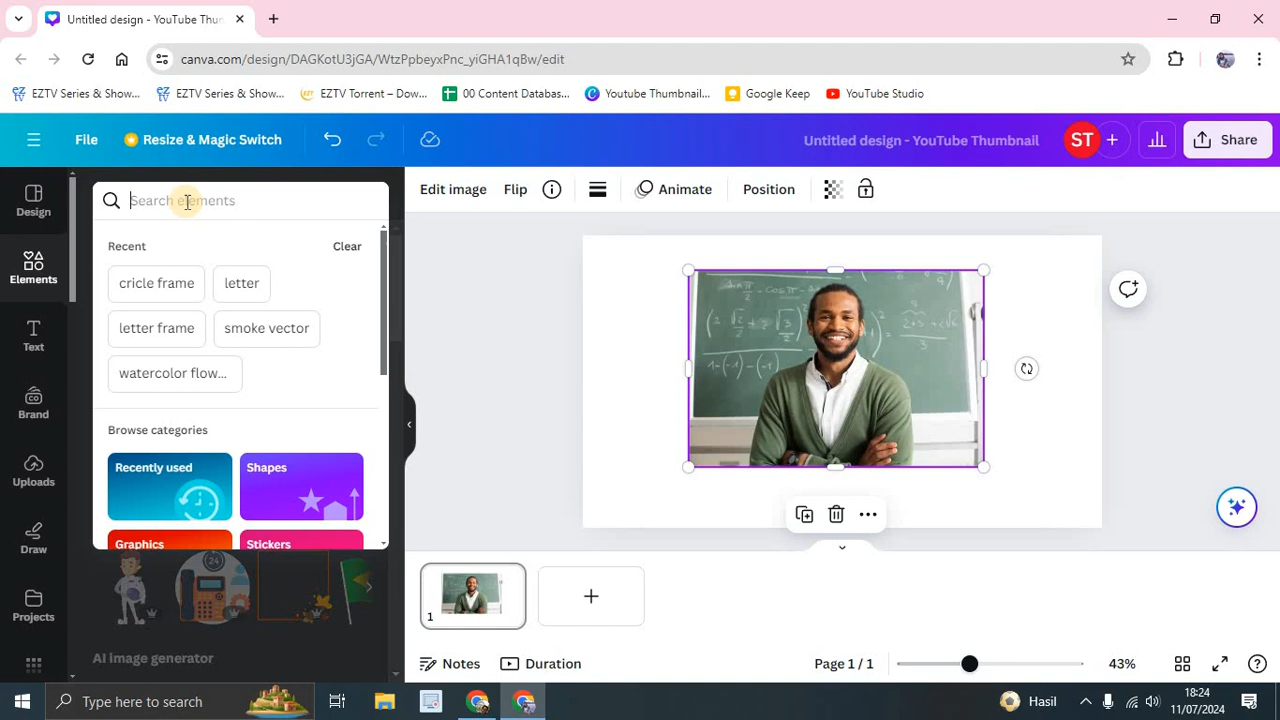 Untitled design - YouTube Thur
canva.com/design/DAGKotU3jGA/WtzPpbeyxPnc_yiGHA1qBw/edit
EZTV Series & Show...
EZTV Series & Show...
EZTV Torrent – Dow...
00 Content Databas...
Youtube Thumbnail...
Google Keep
YouTube Studio
File
Resize & Magic Switch
Untitled design - YouTube Thumbnail
ST
Share
Design
Elements
Text
Brand
Uploads
Draw
Projects
Search elements
Recent
Clear
cricle frame
letter
letter frame
smoke vector
watercolor flow...
Browse categories
Recently used
Shapes
Graphics
Stickers
24
AI image generator
Edit image
Flip
Animate
Position
1
Notes
Duration
Page 1 / 1
43%
Type here to search
Hasil
18:24
11/07/2024